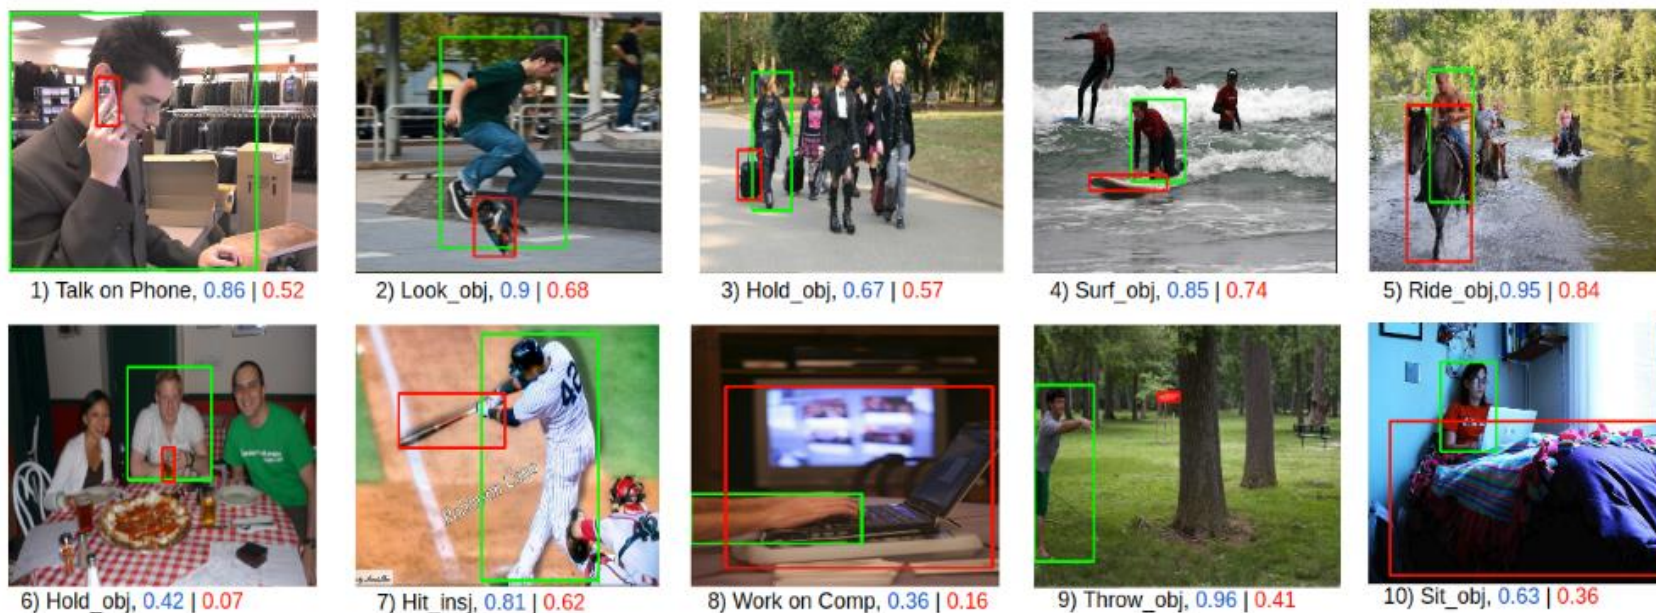 1) Talk on Phone, 0.86 | 0.52
2) Look_obj, 0.9 | 0.68
3) Hold_obj, 0.67 | 0.57
4) Surf_obj, 0.85 | 0.74
5) Ride_obj,0.95 | 0.84
42
Robinson Cano
6) Hold_obj, 0.42 | 0.07
7) Hit_insj, 0.81 | 0.62
8) Work on Comp, 0.36 | 0.16
9) Throw_obj, 0.96 | 0.41
10) Sit_obj, 0.63 | 0.36